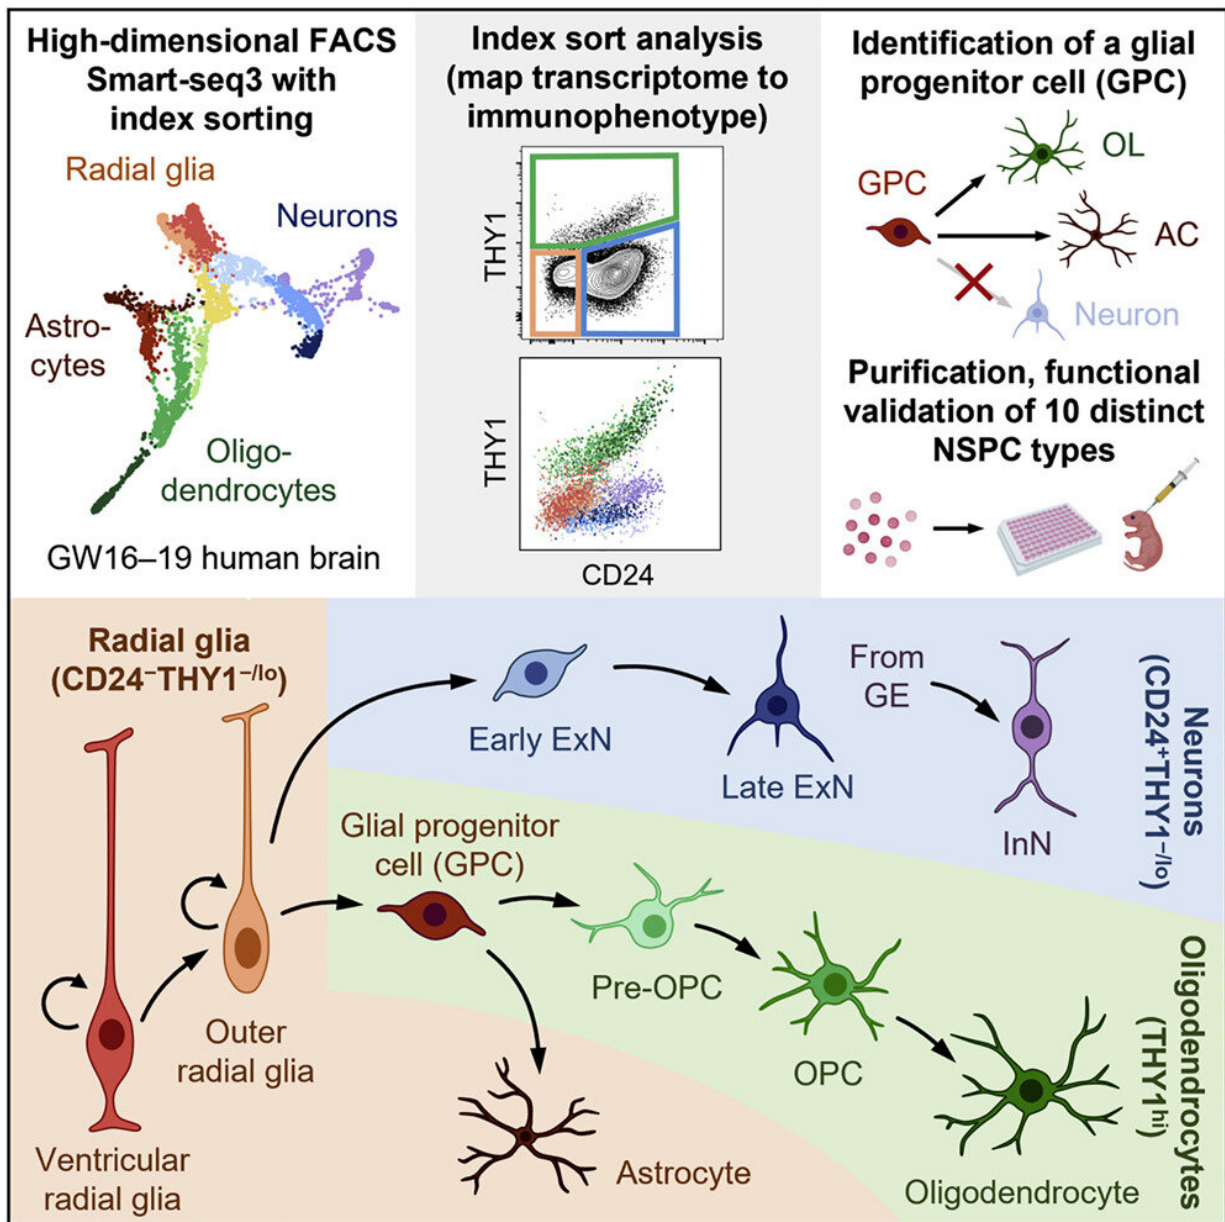 High-dimensional FACS
Smart-seq3 with
index sorting
Radial glia
Neurons
Astro-
cytes
Oligo-
dendrocytes
GW16–19 human brain
Index sort analysis
(map transcriptome to
immunophenotype)
THY1
THY1
CD24
Identification of a glial
progenitor cell (GPC)
OL
GPC
AC
Neuron
Purification, functional
validation of 10 distinct
NSPC types
Radial glia
(CD24⁻THY1⁻/ˡᵒ)
Ventricular
radial glia
Outer
radial glia
Early ExN
Late ExN
From
GE
InN
Neurons
(CD24⁺THY1⁻/ˡᵒ)
Glial progenitor
cell (GPC)
Pre-OPC
OPC
Oligodendrocyte
Oligodendrocytes
(THY1ʰⁱ)
Astrocyte